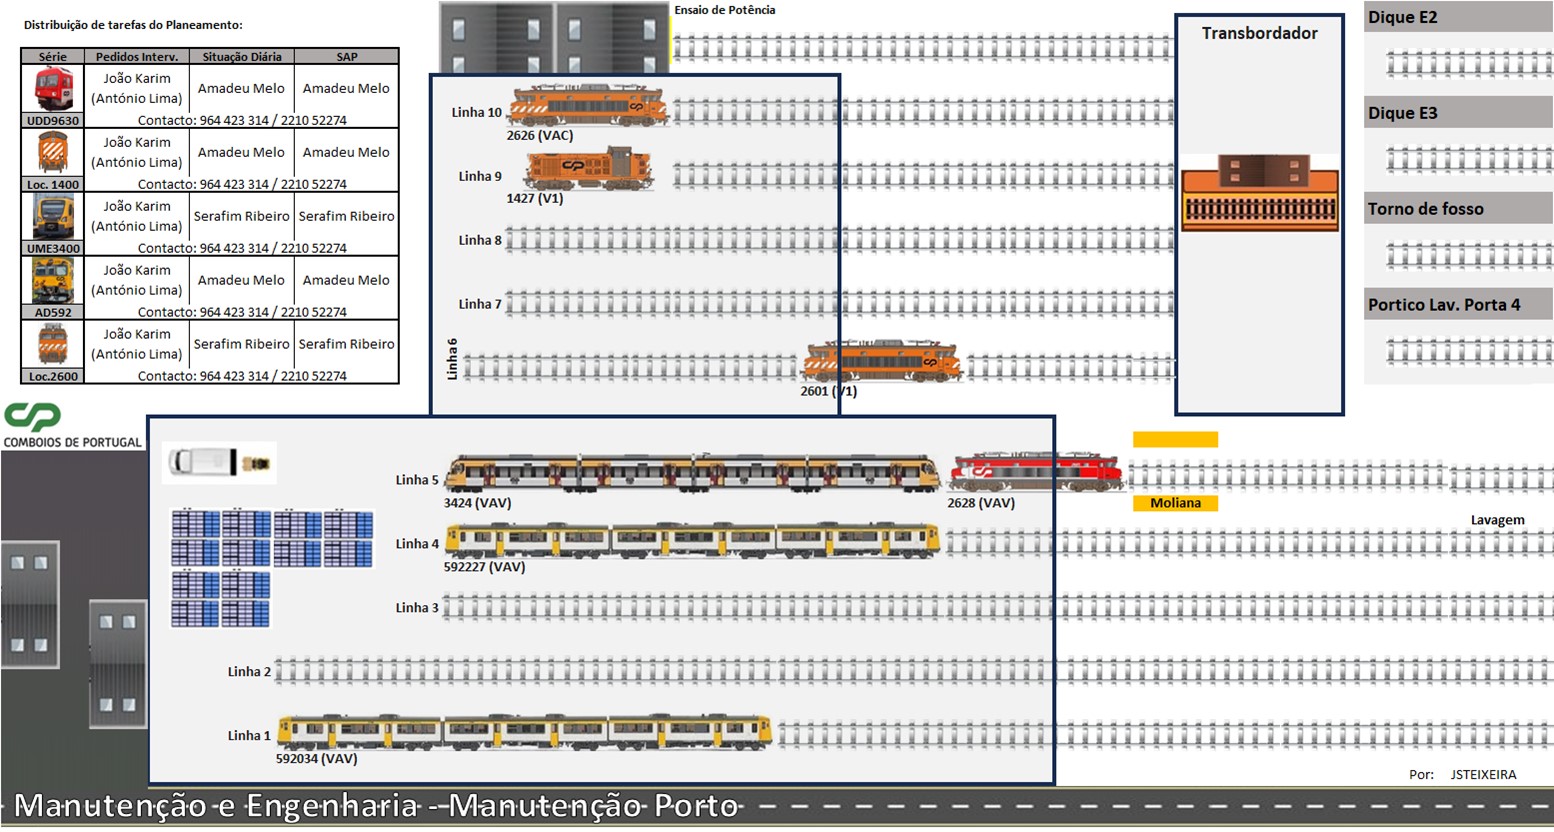 Distribuição de tarefas do Planeamento:
Série Pedidos Interv. Situação Diária SAP
João Karim
(António Lima) Amadeu Melo Amadeu Melo
UDD9630 Contacto: 964 423 314 / 2210 52274
João Karim
(António Lima) Amadeu Melo Amadeu Melo
Loc. 1400 Contacto: 964 423 314 / 2210 52274
João Karim
(António Lima) Serafim Ribeiro Serafim Ribeiro
UME3400 Contacto: 964 423 314 / 2210 52274
João Karim
(António Lima) Amadeu Melo Amadeu Melo
AD592 Contacto: 964 423 314 / 2210 52274
João Karim
(António Lima) Serafim Ribeiro Serafim Ribeiro
Loc.2600 Contacto: 964 423 314 / 2210 52274
CP
COMBOIOS DE PORTUGAL
Ensaio de Potência
Linha 10
2626 (VAC)
Linha 9
1427 (V1)
Linha 8
Linha 7
Linha 6
2601 (V1)
Transbordador
Dique E2
Dique E3
Torno de fosso
Portico Lav. Porta 4
Linha 5
3424 (VAV)
2628 (VAV)
Moliana
Lavagem
Linha 4
592227 (VAV)
Linha 3
Linha 2
Linha 1
592034 (VAV)
Por: JSTEIXEIRA
Manutenção e Engenharia - Manutenção Porto